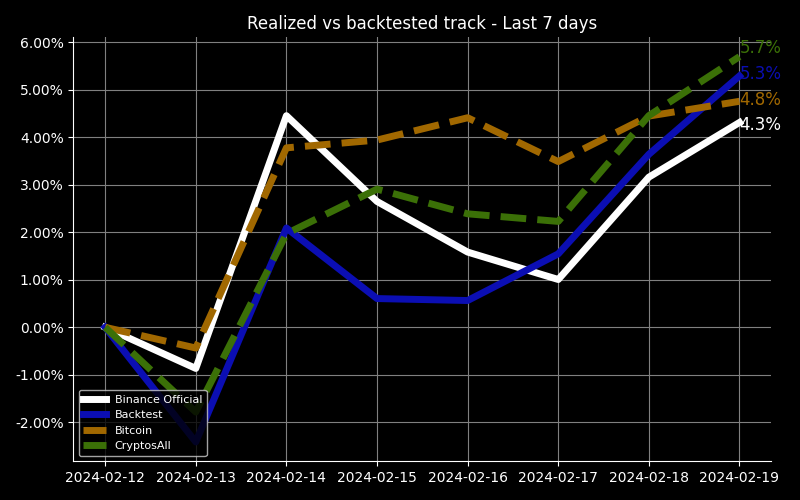 Realized vs backtested track - Last 7 days
6.00%
5.00%
4.00%
3.00%
2.00%
1.00%
0.00%
-1.00%
-2.00%
5.7%
5.3%
4.8%
4.3%
Binance Official
Backtest
Bitcoin
CryptosAll
2024-02-12 2024-02-13 2024-02-14 2024-02-15 2024-02-16 2024-02-17 2024-02-18 2024-02-19